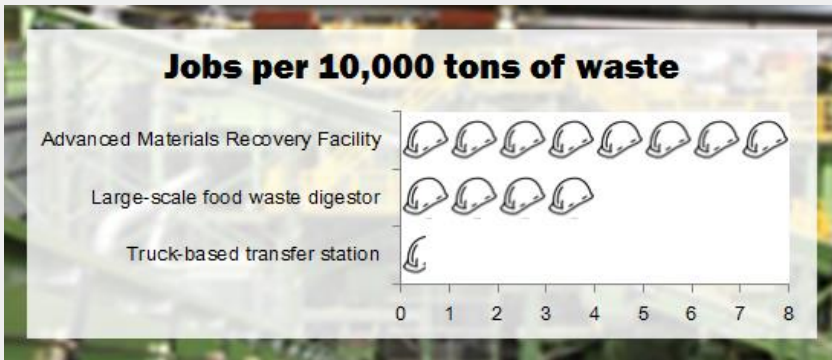 Jobs per 10,000 tons of waste
Advanced Materials Recovery Facility
Large-scale food waste digestor
Truck-based transfer station
0 1 2 3 4 5 6 7 8